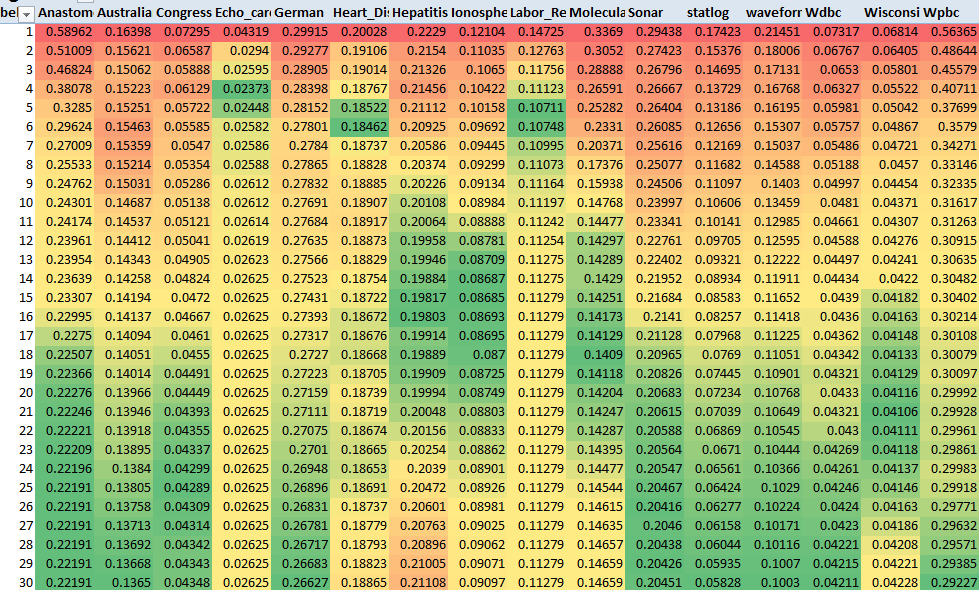 bel Anastom Australia Congress Echo_card German Heart_Dis Hepatitis Ionosphe Labor_Re Molecula Sonar statlog waveform Wdbc Wisconsi Wpbc
1 0.58962 0.16398 0.07295 0.04319 0.29915 0.20028 0.2229 0.12104 0.14725 0.3369 0.29438 0.17423 0.21451 0.07317 0.06814 0.56365
2 0.51009 0.15621 0.06587 0.0294 0.29277 0.19106 0.2154 0.11035 0.12763 0.3052 0.27423 0.15376 0.18006 0.06767 0.06405 0.48644
3 0.46824 0.15062 0.05888 0.02595 0.28905 0.19014 0.21326 0.1065 0.11756 0.28888 0.26796 0.14695 0.17131 0.0653 0.05801 0.45579
4 0.38078 0.15223 0.06129 0.02373 0.28398 0.18767 0.21456 0.10422 0.11123 0.26591 0.26667 0.13729 0.16768 0.06327 0.05522 0.40711
5 0.3285 0.15251 0.05722 0.02448 0.28152 0.18522 0.21112 0.10158 0.10711 0.25282 0.26404 0.13186 0.16195 0.05981 0.05042 0.37699
6 0.29624 0.15463 0.05585 0.02582 0.27801 0.18462 0.20925 0.09692 0.10748 0.2331 0.26085 0.12656 0.15307 0.05757 0.04867 0.3579
7 0.27009 0.15359 0.0547 0.02586 0.2784 0.18737 0.20586 0.09445 0.10995 0.20371 0.25616 0.12169 0.15037 0.05486 0.04721 0.34271
8 0.25533 0.15214 0.05354 0.02588 0.27865 0.18828 0.20374 0.09299 0.11073 0.17376 0.25077 0.11682 0.14588 0.05188 0.0457 0.33146
9 0.24762 0.15031 0.05286 0.02612 0.27832 0.18885 0.20226 0.09134 0.11164 0.15938 0.24506 0.11097 0.1403 0.04997 0.04454 0.32335
10 0.24301 0.14687 0.05138 0.02612 0.27691 0.18907 0.20108 0.08984 0.11197 0.14768 0.23997 0.10606 0.13459 0.0481 0.04371 0.31617
11 0.24174 0.14537 0.05121 0.02614 0.27684 0.18917 0.20064 0.08888 0.11242 0.14477 0.23341 0.10141 0.12985 0.04661 0.04307 0.31263
12 0.23961 0.14412 0.05041 0.02619 0.27635 0.18873 0.19958 0.08781 0.11254 0.14297 0.22761 0.09705 0.12595 0.04588 0.04276 0.30915
13 0.23954 0.14343 0.04905 0.02623 0.27566 0.18829 0.19946 0.08709 0.11275 0.14289 0.22402 0.09321 0.12222 0.04497 0.04241 0.30635
14 0.23639 0.14258 0.04824 0.02625 0.27523 0.18754 0.19884 0.08687 0.11279 0.1429 0.21952 0.08934 0.11911 0.04434 0.0422 0.30482
15 0.23307 0.14194 0.0472 0.02625 0.27431 0.18722 0.19817 0.08685 0.11279 0.14251 0.21684 0.08583 0.11652 0.0439 0.04182 0.30402
16 0.22995 0.14137 0.04667 0.02625 0.27393 0.18672 0.19803 0.08693 0.11279 0.14173 0.2141 0.08257 0.11418 0.0436 0.04163 0.30214
17 0.2275 0.14094 0.0461 0.02625 0.27317 0.18676 0.19914 0.08695 0.11279 0.14129 0.21128 0.07968 0.11225 0.04362 0.04148 0.30108
18 0.22507 0.14051 0.0455 0.02625 0.2727 0.18668 0.19889 0.087 0.11279 0.1409 0.20965 0.0769 0.11051 0.04342 0.04133 0.30079
19 0.22366 0.14014 0.04491 0.02625 0.27223 0.18705 0.19909 0.08725 0.11279 0.14118 0.20826 0.07445 0.10901 0.04321 0.04129 0.30097
20 0.22276 0.13966 0.04449 0.02625 0.27159 0.18739 0.19994 0.08749 0.11279 0.14204 0.20683 0.07234 0.10768 0.0433 0.04116 0.29992
21 0.22246 0.13946 0.04393 0.02625 0.27111 0.18719 0.20048 0.08803 0.11279 0.14247 0.20615 0.07039 0.10649 0.04321 0.04106 0.29928
22 0.22221 0.13918 0.04355 0.02625 0.27075 0.18674 0.20156 0.08833 0.11279 0.14287 0.20588 0.06869 0.10545 0.043 0.04111 0.29961
23 0.22209 0.13895 0.04337 0.02625 0.2701 0.18665 0.20254 0.08862 0.11279 0.14395 0.20564 0.0671 0.10444 0.04269 0.04118 0.29861
24 0.22196 0.1384 0.04299 0.02625 0.26948 0.18653 0.2039 0.08901 0.11279 0.14477 0.20547 0.06561 0.10366 0.04261 0.04137 0.29983
25 0.22191 0.13805 0.04289 0.02625 0.26896 0.18691 0.20472 0.08926 0.11279 0.14544 0.20467 0.06424 0.1029 0.04246 0.04146 0.29918
26 0.22191 0.13758 0.04309 0.02625 0.26831 0.18737 0.20601 0.08981 0.11279 0.14615 0.20416 0.06277 0.10224 0.0424 0.04163 0.29771
27 0.22191 0.13713 0.04314 0.02625 0.26781 0.18779 0.20763 0.09025 0.11279 0.14635 0.2046 0.06158 0.10171 0.0423 0.04186 0.29632
28 0.22191 0.13692 0.04342 0.02625 0.26717 0.18793 0.20896 0.09062 0.11279 0.14657 0.20438 0.06044 0.10116 0.04221 0.04208 0.29571
29 0.22191 0.13668 0.04343 0.02625 0.26683 0.18823 0.21005 0.09071 0.11279 0.14659 0.20426 0.05935 0.1007 0.04215 0.04221 0.29385
30 0.22191 0.1365 0.04348 0.02625 0.26627 0.18865 0.21108 0.09097 0.11279 0.14659 0.20451 0.05828 0.1003 0.04211 0.04228 0.29227